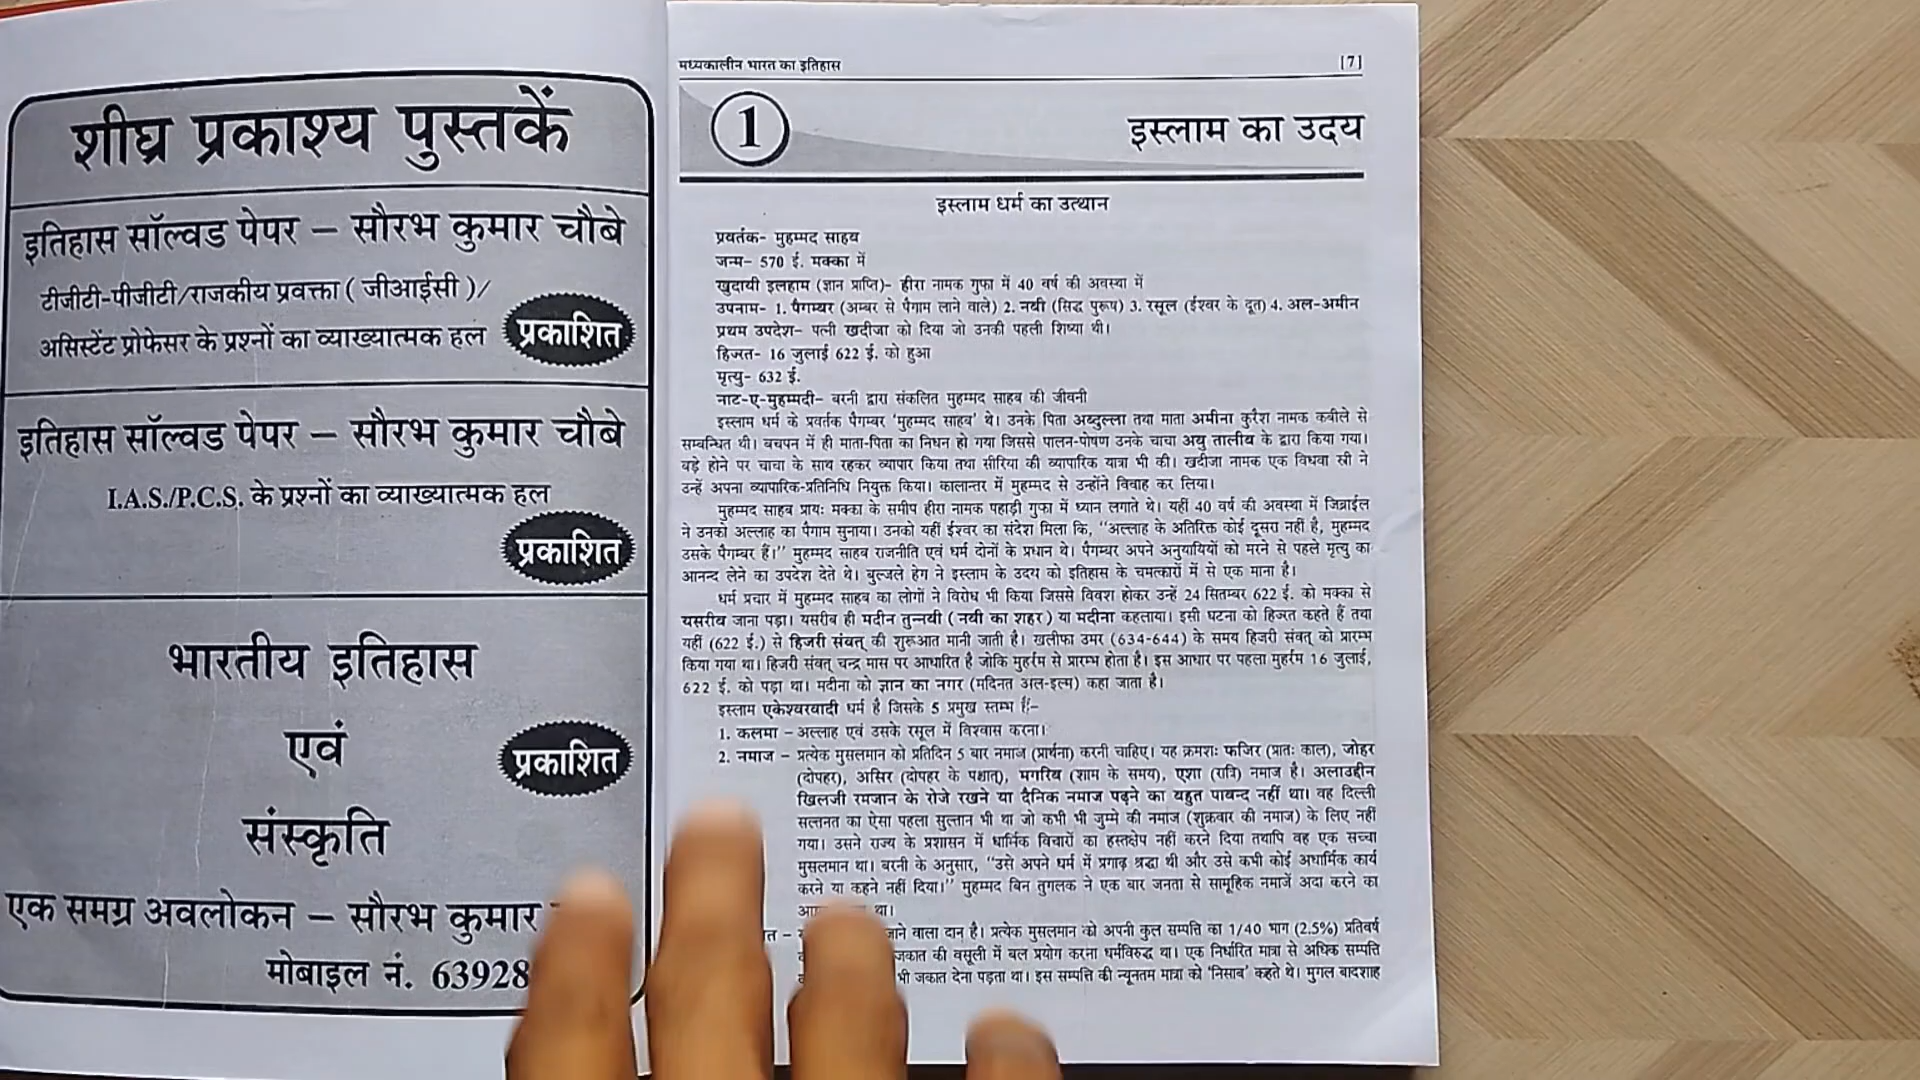 शीघ्र प्रकाश्य पुस्तकें
इतिहास सॉल्वड पेपर – सौरभ कुमार चौबे
टीजीटी-पीजीटी/राजकीय प्रवक्ता ( जीआईसी )/
असिस्टेंट प्रोफेसर के प्रश्नों का व्याख्यात्मक हल
प्रकाशित
इतिहास सॉल्वड पेपर – सौरभ कुमार चौबे
I.A.S./P.C.S. के प्रश्नों का व्याख्यात्मक हल
प्रकाशित
भारतीय इतिहास
एवं
प्रकाशित
संस्कृति
एक समग्र अवलोकन – सौरभ कुमार
मोबाइल नं. 63928
मध्यकालीन भारत का इतिहास [7]
1 इस्लाम का उदय
इस्लाम धर्म का उत्थान
प्रवर्तक- मुहम्मद साहब
जन्म- 570 ई. मक्का में
खुदायी इलहाम (ज्ञान प्राप्ति)- हीरा नामक गुफा में 40 वर्ष की अवस्था में
उपनाम- 1. पैगम्बर (अम्बर से पैगाम लाने वाले) 2. नबी (सिद्ध पुरूष) 3. रसूल (ईश्वर के दूत) 4. अल-अमीन
प्रथम उपदेश- पत्नी खदीजा को दिया जो उनकी पहली शिष्या थी।
हिजरत- 16 जुलाई 622 ई. को हुआ
मृत्यु- 632 ई.
नाट-ए-मुहम्मदी- बरनी द्वारा संकलित मुहम्मद साहब की जीवनी
इस्लाम धर्म के प्रवर्तक पैगम्बर 'मुहम्मद साहब' थे। उनके पिता अब्दुल्ला तथा माता अमीना कुरैश नामक कबीले से
सम्बन्धित थी। बचपन में ही माता-पिता का निधन हो गया जिससे पालन-पोषण उनके चाचा अबु तालीब के द्वारा किया गया।
बड़े होने पर चाचा के साथ रहकर व्यापार किया तथा सीरिया की व्यापारिक यात्रा भी की। खदीजा नामक एक विधवा स्त्री ने
उन्हें अपना व्यापारिक-प्रतिनिधि नियुक्त किया। कालान्तर में मुहम्मद से उन्होंने विवाह कर लिया।
मुहम्मद साहब प्रायः मक्का के समीप हीरा नामक पहाड़ी गुफा में ध्यान लगाते थे। यहीं 40 वर्ष की अवस्था में जिब्राईल
ने उनको अल्लाह का पैगाम सुनाया। उनको यहीं ईश्वर का संदेश मिला कि, "अल्लाह के अतिरिक्त कोई दूसरा नहीं है, मुहम्मद
उसके पैगम्बर हैं।" मुहम्मद साहब राजनीति एवं धर्म दोनों के प्रधान थे। पैगम्बर अपने अनुयायियों को मरने से पहले मृत्यु का
आनन्द लेने का उपदेश देते थे। बुल्जले हेग ने इस्लाम के उदय को इतिहास के चमत्कारों में से एक माना है।
धर्म प्रचार में मुहम्मद साहब का लोगों ने विरोध भी किया जिससे विवश होकर उन्हें 24 सितम्बर 622 ई. को मक्का से
यसरीब जाना पड़ा। यसरीब ही मदीन तुन्नवी ( नबी का शहर ) या मदीना कहलाया। इसी घटना को हिजरत कहते हैं तथा
यहीं (622 ई.) से हिजरी संवत् की शुरूआत मानी जाती है। खलीफा उमर (634-644) के समय हिजरी संवत् को प्रारम्भ
किया गया था। हिजरी संवत् चन्द्र मास पर आधारित है जोकि मुहर्रम से प्रारम्भ होता है। इस आधार पर पहला मुहर्रम 16 जुलाई,
622 ई. को पड़ा था। मदीना को ज्ञान का नगर (मदिनत अल-इल्म) कहा जाता है।
इस्लाम एकेश्वरवादी धर्म है जिसके 5 प्रमुख स्तम्भ हैं:-
1. कलमा – अल्लाह एवं उसके रसूल में विश्वास करना।
2. नमाज – प्रत्येक मुसलमान को प्रतिदिन 5 बार नमाज (प्रार्थना) करनी चाहिए। यह क्रमशः फजिर (प्रातः काल), जोहर
(दोपहर), असिर (दोपहर के पश्चात्), मगरिब (शाम के समय), एशा (रात्रि) नमाज है। अलाउद्दीन
खिलजी रमजान के रोजे रखने या दैनिक नमाज पढ़ने का बहुत पाबन्द नहीं था। वह दिल्ली
सल्तनत का ऐसा पहला सुल्तान भी था जो कभी भी जुम्मे की नमाज (शुक्रवार की नमाज) के लिए नहीं
गया। उसने राज्य के प्रशासन में धार्मिक विचारों का हस्तक्षेप नहीं करने दिया तथापि वह एक सच्चा
मुसलमान था। बरनी के अनुसार, "उसे अपने धर्म में प्रगाढ़ श्रद्धा थी और उसे कभी कोई अधार्मिक कार्य
करने या कहने नहीं दिया।" मुहम्मद बिन तुगलक ने एक बार जनता से सामूहिक नमाजें अदा करने का
था।
जाने वाला दान है। प्रत्येक मुसलमान को अपनी कुल सम्पत्ति का 1/40 भाग (2.5%) प्रतिवर्ष
जकात की वसूली में बल प्रयोग करना धर्मविरुद्ध था। एक निर्धारित मात्रा से अधिक सम्पत्ति
भी जकात देना पड़ता था। इस सम्पत्ति की न्यूनतम मात्रा को 'निसाब' कहते थे। मुगल बादशाह